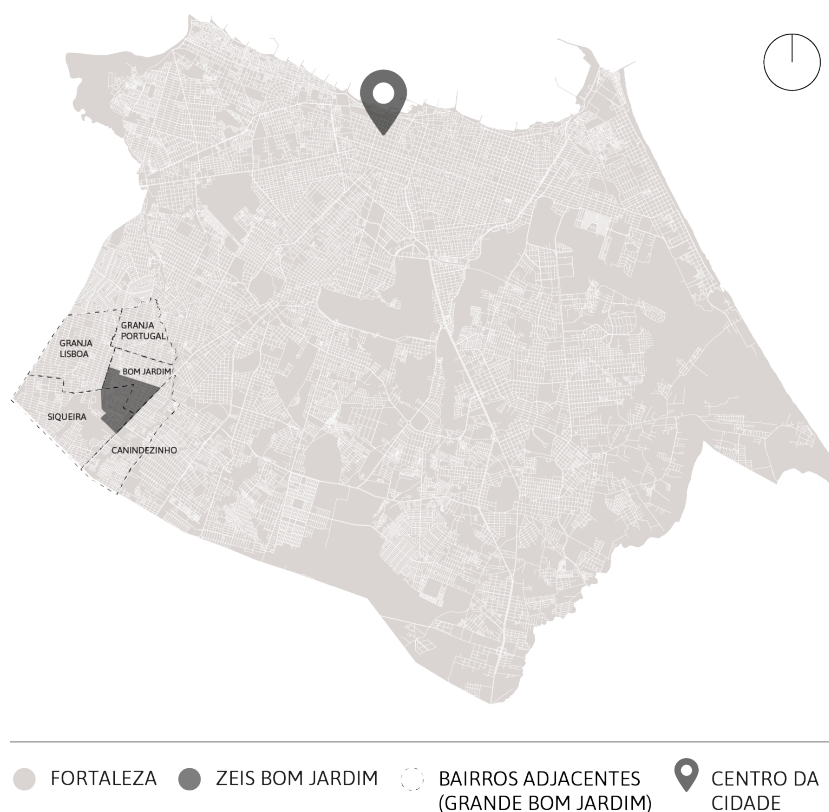 GRANJA
PORTUGAL
GRANJA
LISBOA
BOM JARDIM
SIQUEIRA
CANINDEZINHO
FORTALEZA
ZEIS BOM JARDIM
BAIRROS ADJACENTES
(GRANDE BOM JARDIM)
CENTRO DA
CIDADE